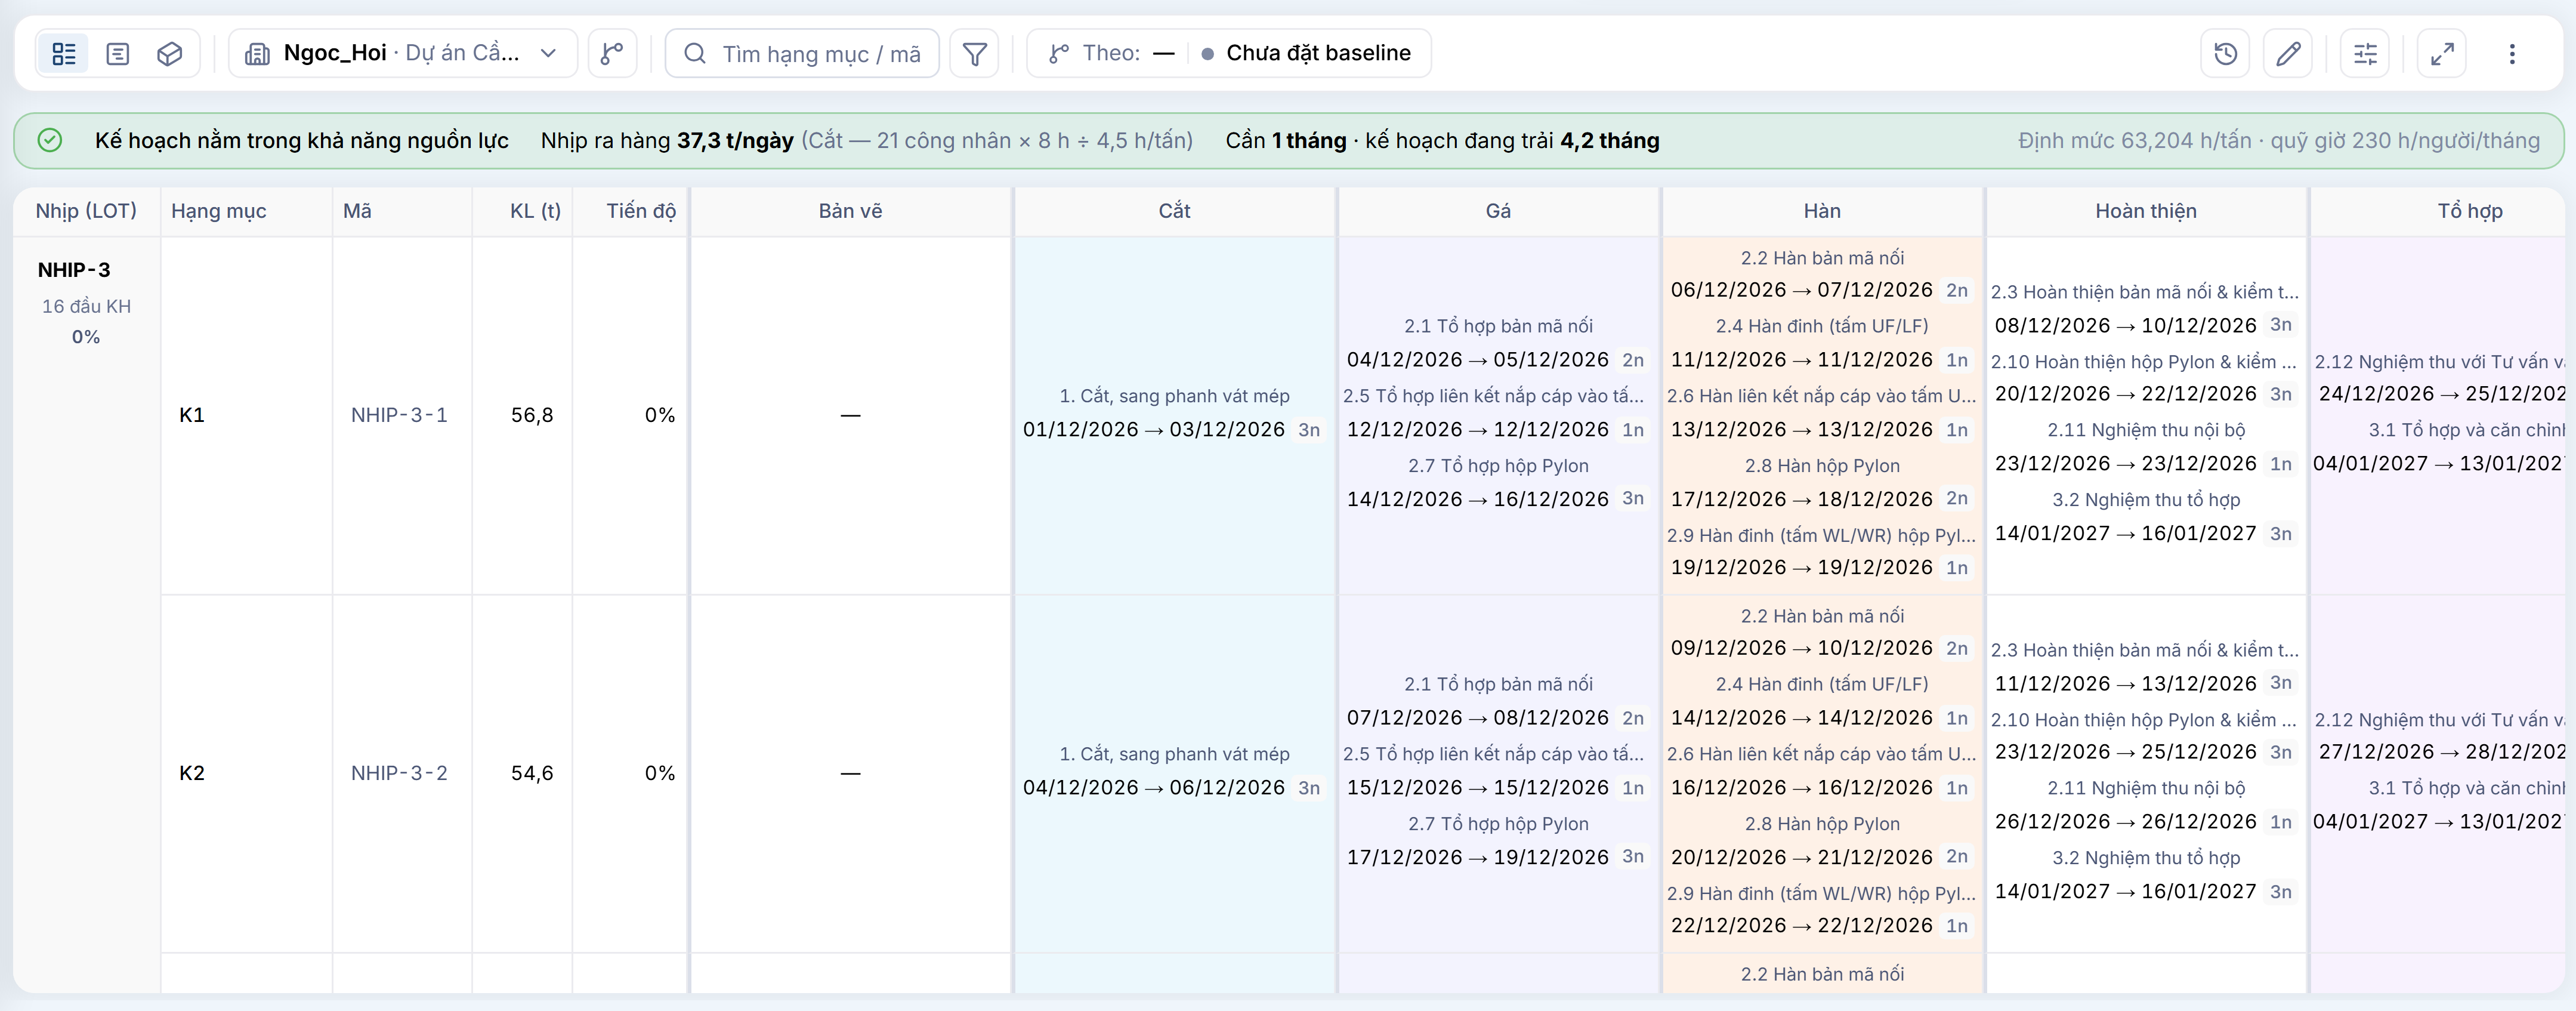 Ngoc_Hoi · Dự án Cầ...
Tìm hạng mục / mã
Theo: — Chưa đặt baseline
Kế hoạch nằm trong khả năng nguồn lực Nhịp ra hàng 37,3 t/ngày (Cắt — 21 công nhân × 8 h ÷ 4,5 h/tấn) Cần 1 tháng · kế hoạch đang trải 4,2 tháng Định mức 63,204 h/tấn · quỹ giờ 230 h/người/tháng
Nhịp (LOT) Hạng mục Mã KL (t) Tiến độ Bản vẽ Cắt Gá Hàn Hoàn thiện Tổ hợp
NHIP-3
16 đầu KH
0%
K1 NHIP-3-1 56,8 0% —
1. Cắt, sang phanh vát mép
01/12/2026 → 03/12/2026 3n
2.1 Tổ hợp bản mã nối
04/12/2026 → 05/12/2026 2n
2.5 Tổ hợp liên kết nắp cáp vào tấ...
12/12/2026 → 12/12/2026 1n
2.7 Tổ hợp hộp Pylon
14/12/2026 → 16/12/2026 3n
2.2 Hàn bản mã nối
06/12/2026 → 07/12/2026 2n
2.4 Hàn đinh (tấm UF/LF)
11/12/2026 → 11/12/2026 1n
2.6 Hàn liên kết nắp cáp vào tấm U...
13/12/2026 → 13/12/2026 1n
2.8 Hàn hộp Pylon
17/12/2026 → 18/12/2026 2n
2.9 Hàn đinh (tấm WL/WR) hộp Pyl...
19/12/2026 → 19/12/2026 1n
2.3 Hoàn thiện bản mã nối & kiểm t...
08/12/2026 → 10/12/2026 3n
2.10 Hoàn thiện hộp Pylon & kiểm ...
20/12/2026 → 22/12/2026 3n
2.11 Nghiệm thu nội bộ
23/12/2026 → 23/12/2026 1n
3.2 Nghiệm thu tổ hợp
14/01/2027 → 16/01/2027 3n
2.12 Nghiệm thu với Tư vấn
24/12/2026 → 25/12/202
3.1 Tổ hợp và căn chỉnh
04/01/2027 → 13/01/202
K2 NHIP-3-2 54,6 0% —
1. Cắt, sang phanh vát mép
04/12/2026 → 06/12/2026 3n
2.1 Tổ hợp bản mã nối
07/12/2026 → 08/12/2026 2n
2.5 Tổ hợp liên kết nắp cáp vào tấ...
15/12/2026 → 15/12/2026 1n
2.7 Tổ hợp hộp Pylon
17/12/2026 → 19/12/2026 3n
2.2 Hàn bản mã nối
09/12/2026 → 10/12/2026 2n
2.4 Hàn đinh (tấm UF/LF)
14/12/2026 → 14/12/2026 1n
2.6 Hàn liên kết nắp cáp vào tấm U...
16/12/2026 → 16/12/2026 1n
2.8 Hàn hộp Pylon
20/12/2026 → 21/12/2026 2n
2.9 Hàn đinh (tấm WL/WR) hộp Pyl...
22/12/2026 → 22/12/2026 1n
2.3 Hoàn thiện bản mã nối & kiểm t...
11/12/2026 → 13/12/2026 3n
2.10 Hoàn thiện hộp Pylon & kiểm ...
23/12/2026 → 25/12/2026 3n
2.11 Nghiệm thu nội bộ
26/12/2026 → 26/12/2026 1n
3.2 Nghiệm thu tổ hợp
14/01/2027 → 16/01/2027 3n
2.12 Nghiệm thu với Tư vấn
27/12/2026 → 28/12/202
3.1 Tổ hợp và căn chỉnh
04/01/2027 → 13/01/202
2.2 Hàn bản mã nối